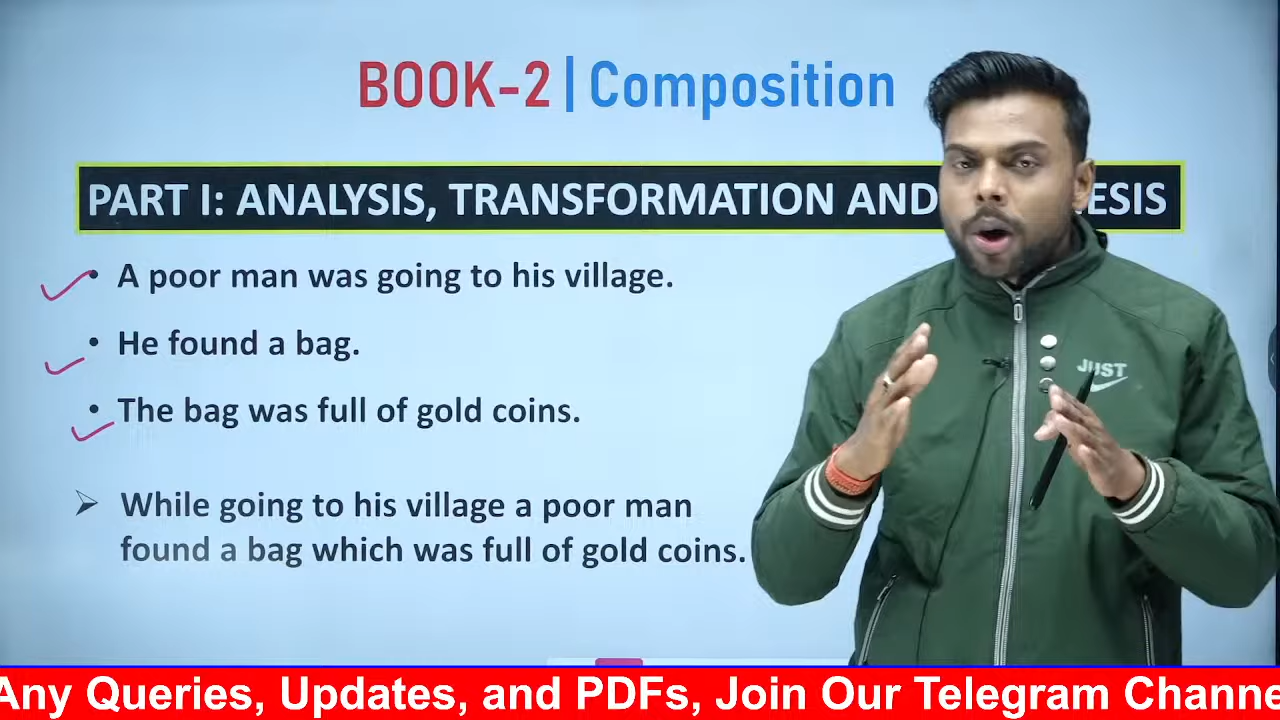 BOOK-2 | Composition
PART I: ANALYSIS, TRANSFORMATION AND ESIS
• A poor man was going to his village.
• He found a bag.
• The bag was full of gold coins.
➢ While going to his village a poor man
found a bag which was full of gold coins.
JUST
Any Queries, Updates, and PDFs, Join Our Telegram Channe